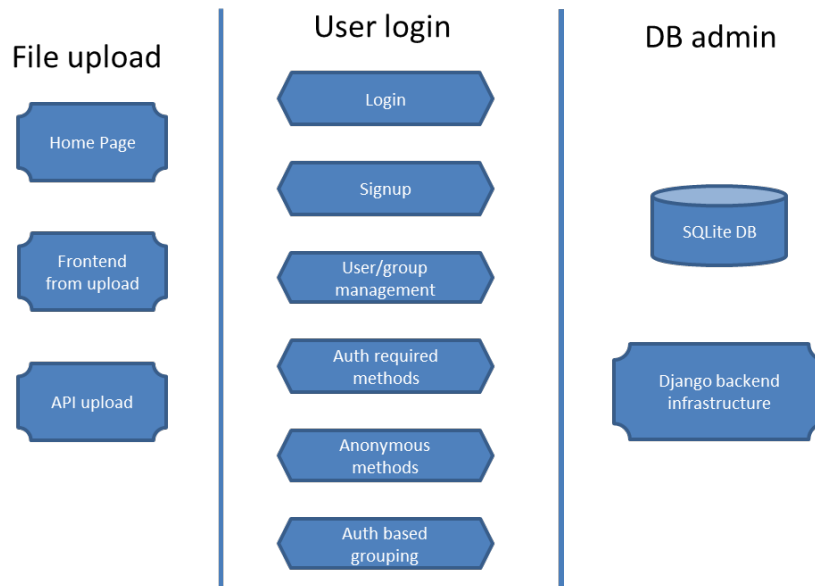 File upload
Home Page
Frontend
from upload
API upload
User login
Login
Signup
User/group
management
Auth required
methods
Anonymous
methods
Auth based
grouping
DB admin
SQLite DB
Django backend
infrastructure